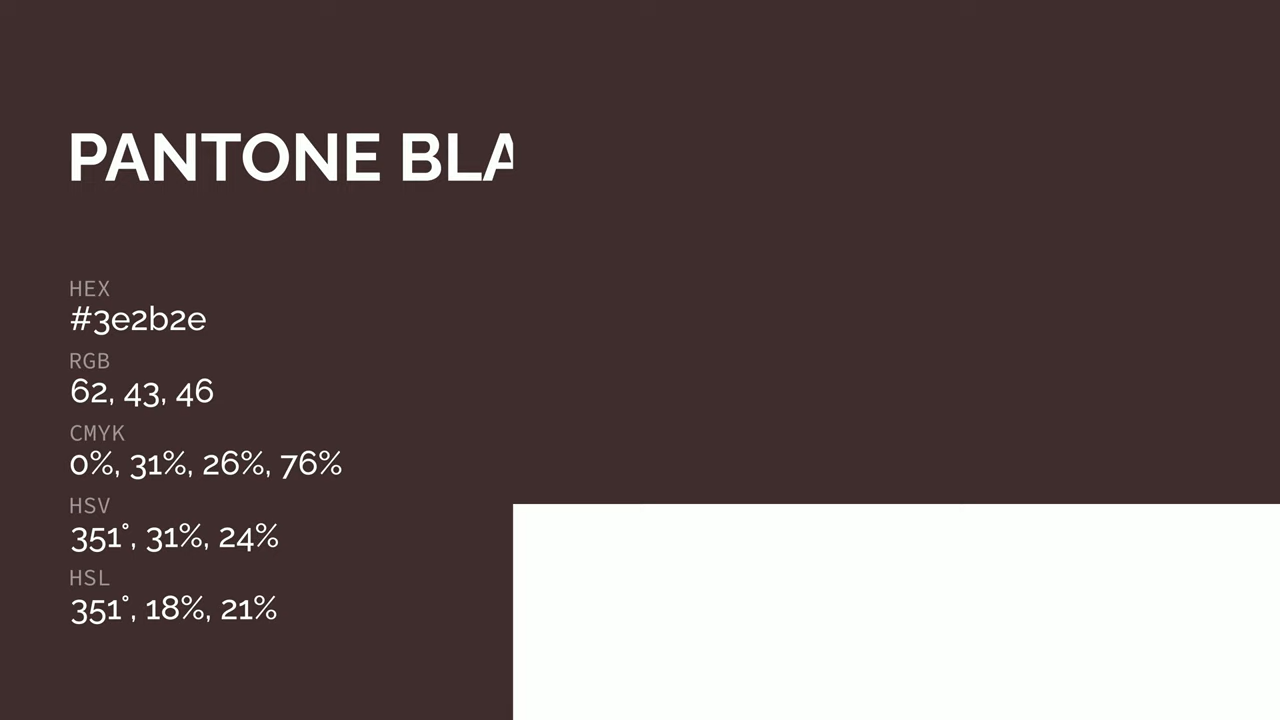 PANTONE BLA
HEX
#3e2b2e
RGB
62, 43, 46
CMYK
0%, 31%, 26%, 76%
HSV
351°, 31%, 24%
HSL
351°, 18%, 21%